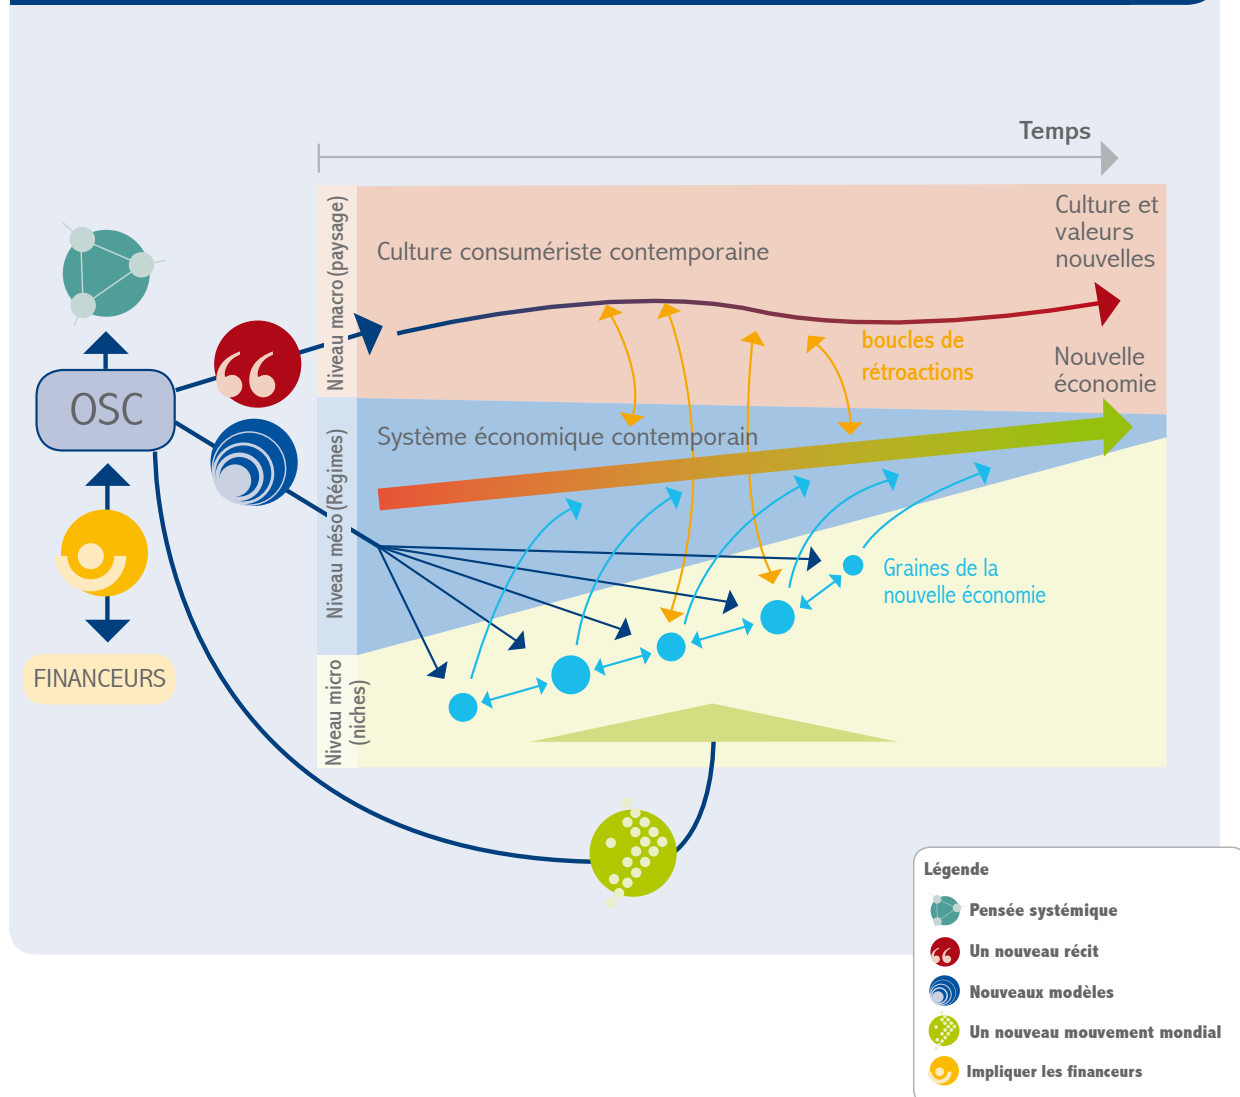 Temps
Niveau macro (paysage)
Culture consumériste contemporaine
Culture et
valeurs
nouvelles
boucles de
rétroactions
Nouvelle
économie
OSC
Niveau méso (Régimes)
Système économique contemporain
Graines de la
nouvelle économie
FINANCEURS
Niveau micro
(niches)
Légende
Pensée systémique
Un nouveau récit
Nouveaux modèles
Un nouveau mouvement mondial
Impliquer les financeurs